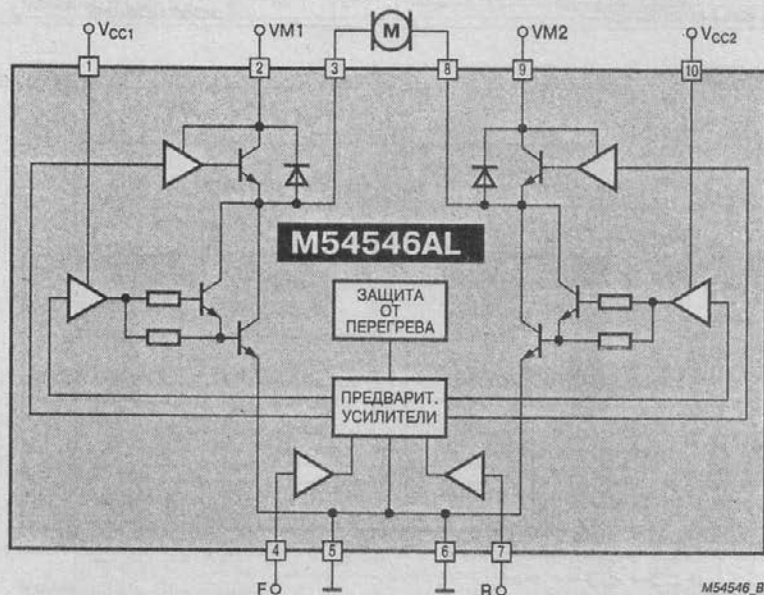 VCC1
VM1
M
VM2
VCC2
1
2
3
8
9
10
M54546AL
ЗАЩИТА
ОТ
ПЕРЕГРЕВА
ПРЕДВАРИТ.
УСИЛИТЕЛИ
4
5
6
7
F
R